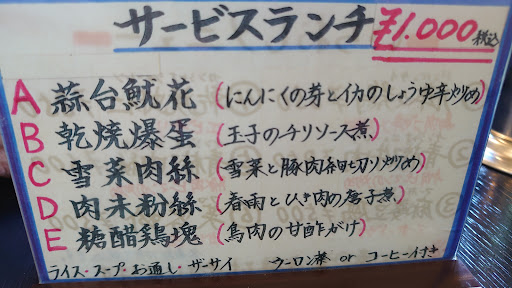 サービスランチ ¥1.000 税込
A 蒜台魷花 (にんにくの芽とイカのしょうゆ辛炒め)
B 乾焼爆蛋 (玉子のチリソース煮)
C 雪菜肉絲 (雪菜と豚肉細切り炒め)
D 肉末粉絲 (春雨とひき肉の唐子煮)
E 糖醋鶏塊 (鳥肉の甘酢がけ)
ライス・スープ・お通し・ザーサイ ウーロン茶 or コーヒー付き